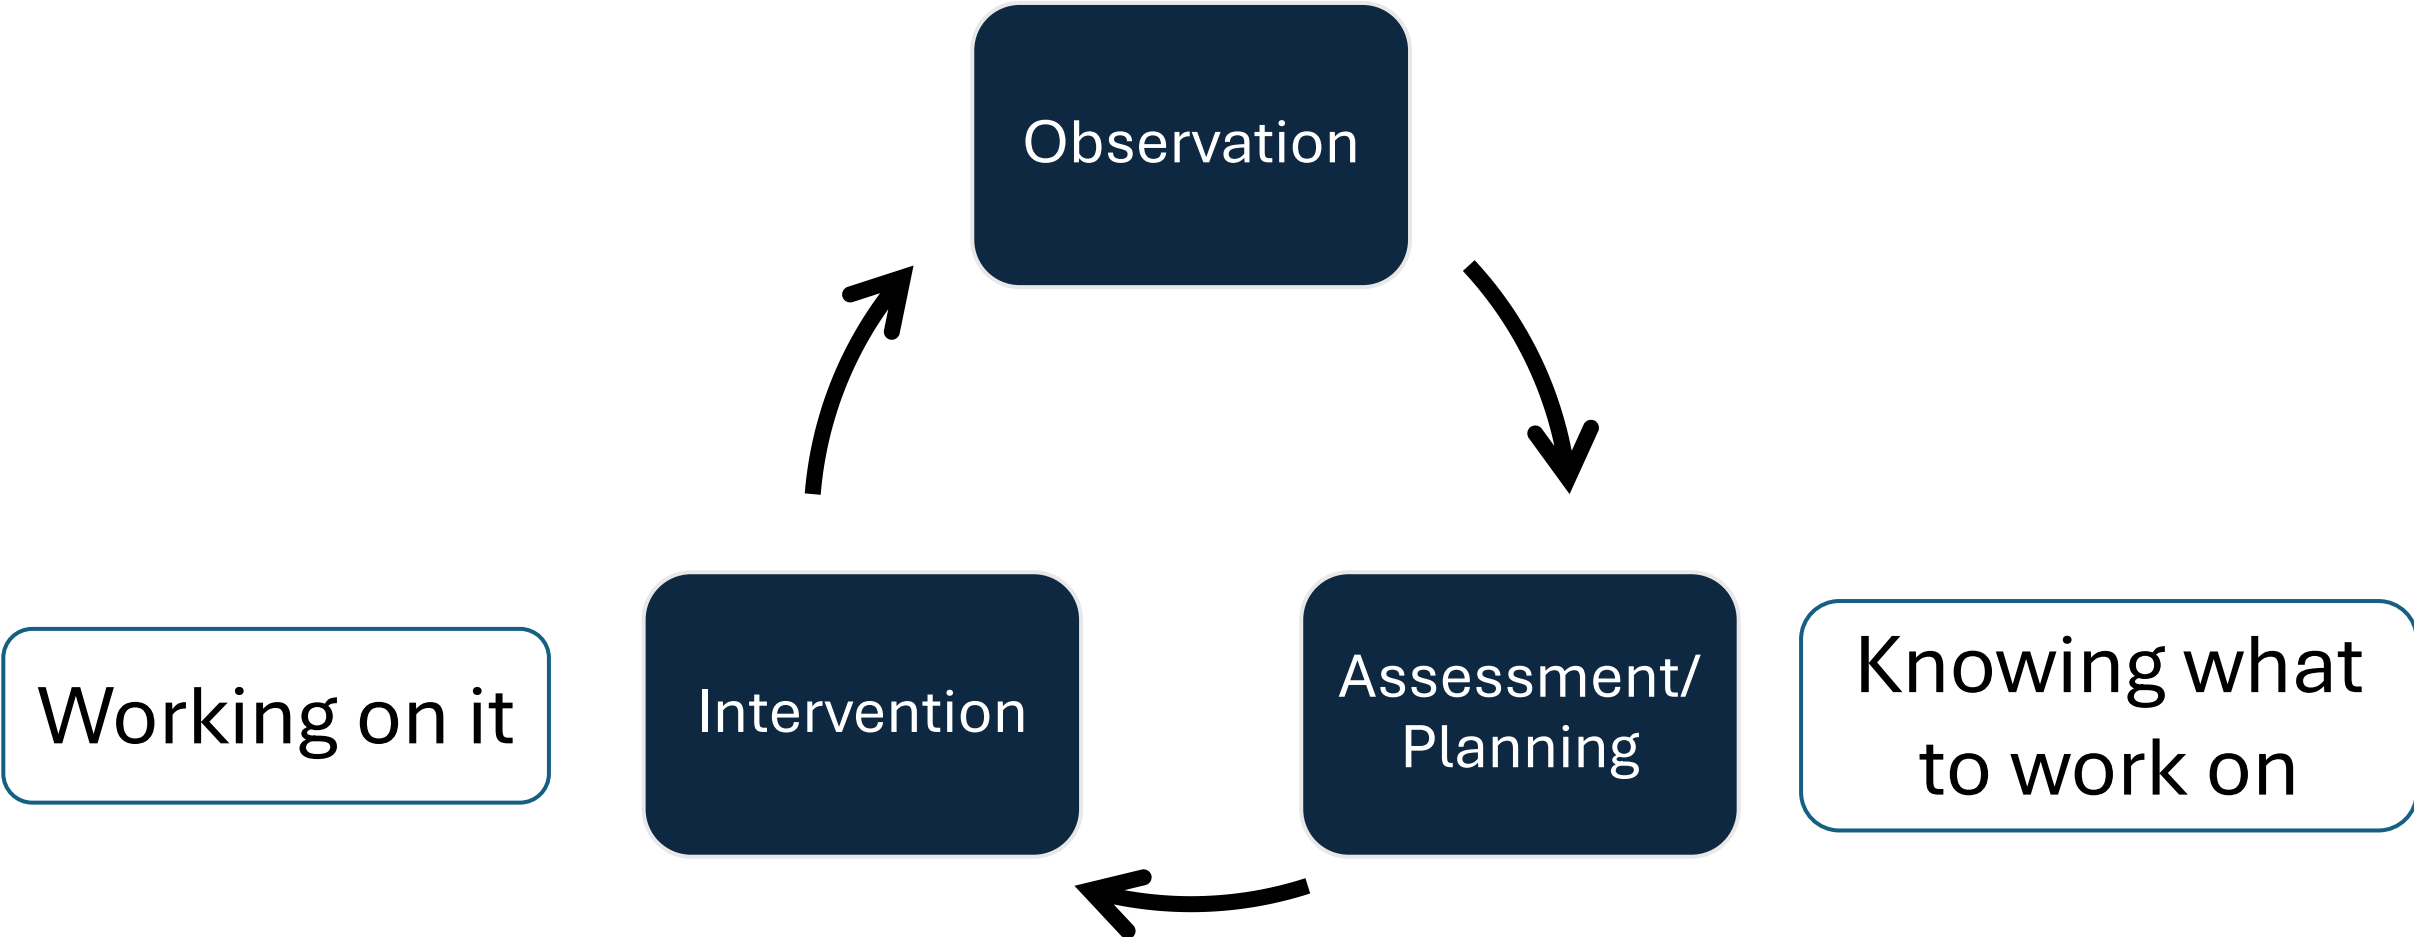 Observation
Working on it
Intervention
Assessment/
Planning
Knowing what
to work on